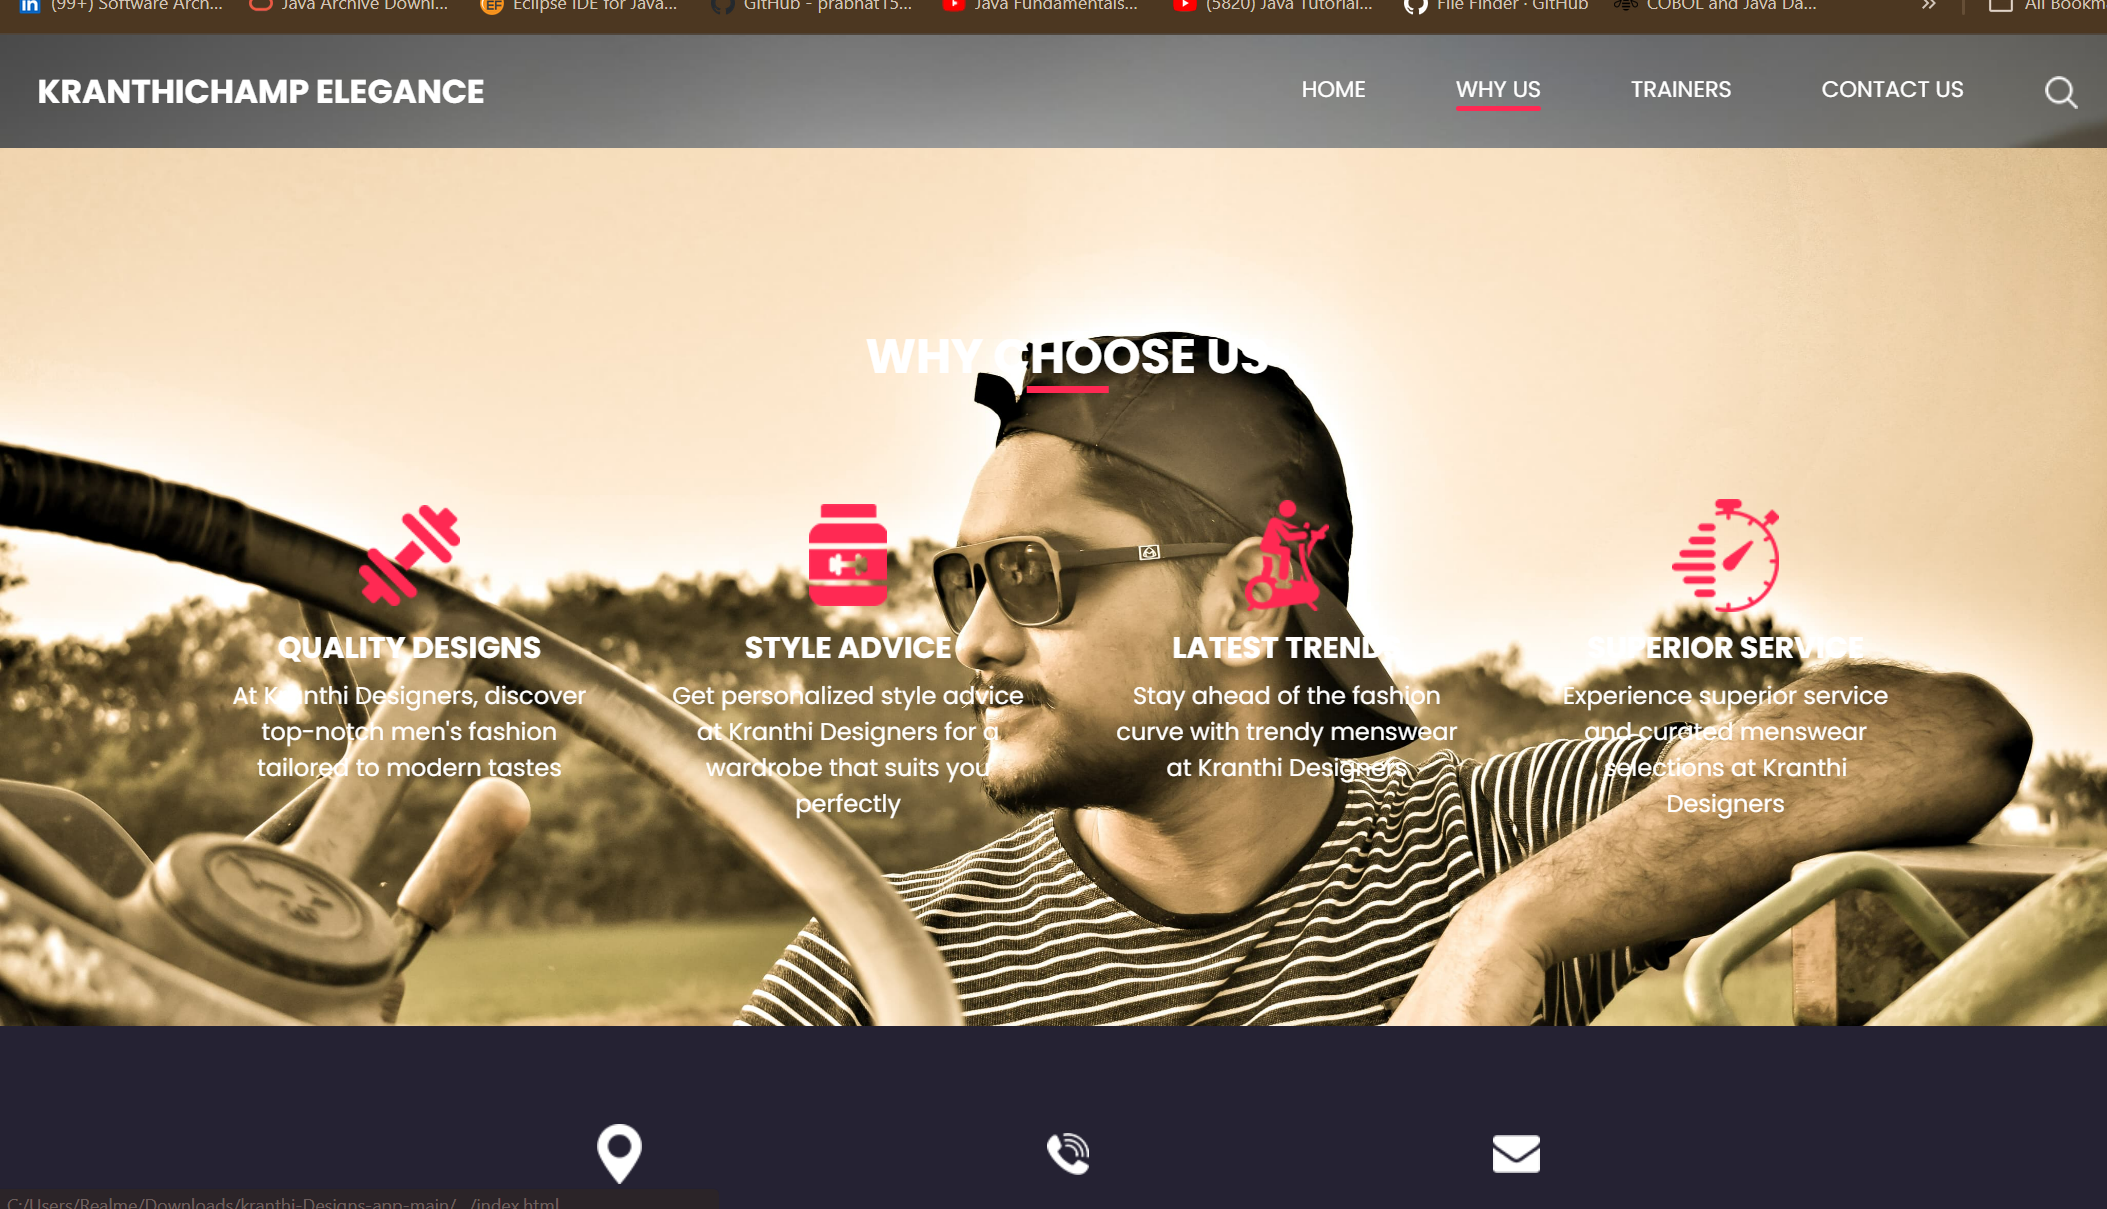 (99+) Software Arch...
Java Archive Downl...
Eclipse IDE for Java...
GitHub - prabhat15...
Java Fundamentals...
(5820) Java Tutorial...
File Finder · GitHub
COBOL and Java Da...
All Bookm
KRANTHICHAMP ELEGANCE
HOME
WHY US
TRAINERS
CONTACT US
WHY CHOOSE US
QUALITY DESIGNS
At Kranthi Designers, discover
top-notch men's fashion
tailored to modern tastes
STYLE ADVICE
Get personalized style advice
at Kranthi Designers for a
wardrobe that suits you
perfectly
LATEST TRENDS
Stay ahead of the fashion
curve with trendy menswear
at Kranthi Designers
SUPERIOR SERVICE
Experience superior service
and curated menswear
selections at Kranthi
Designers
C:/Users/Realme/Downloads/kranthi-Designs-app-main/.../index.html